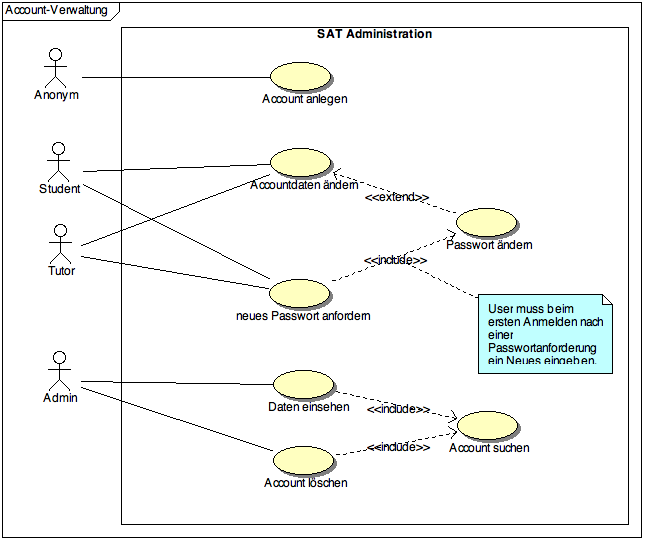 Account-Verwaltung
SAT Administration
Anonym
Account anlegen
Student
Accountdaten ändern
<<extend>>
Tutor
Passwort ändern
<<include>>
neues Passwort anfordern
User muss beim
ersten Anmelden nach
einer
Passwortanforderung
ein Neues eingeben.
Admin
Daten einsehen
<<include>>
Account suchen
<<include>>
Account löschen